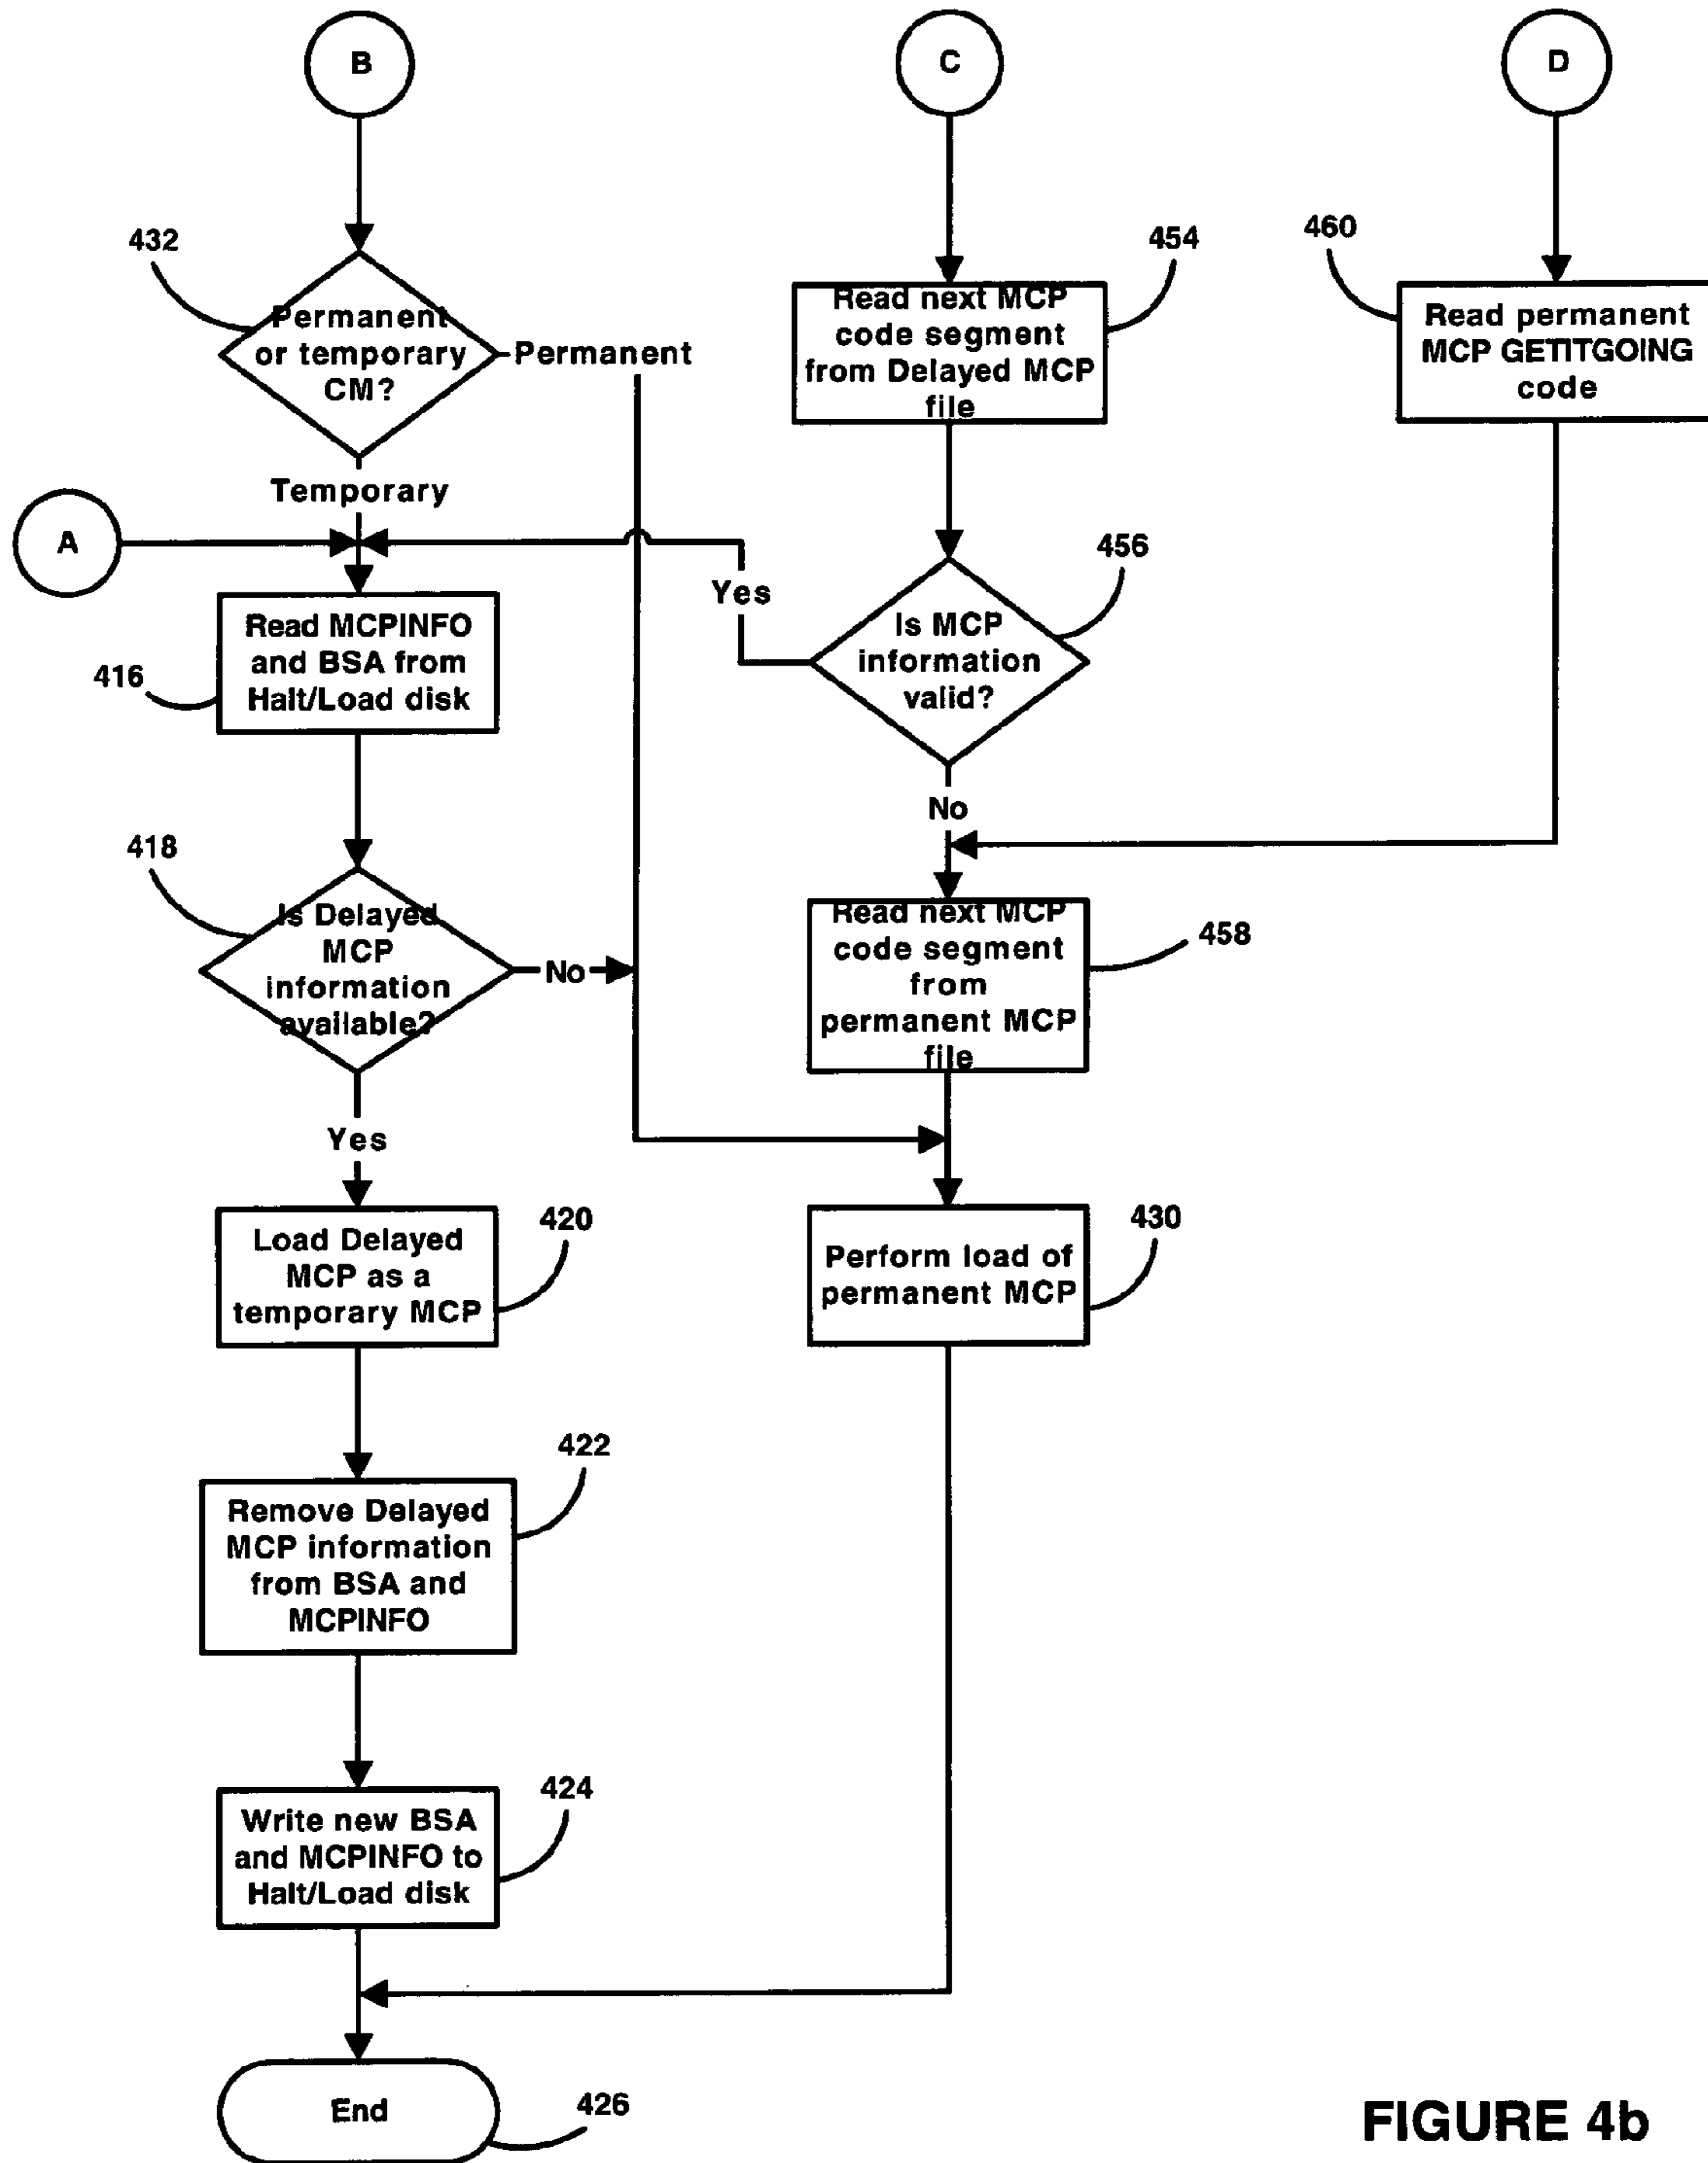 B
C
D
432
Permanent
or temporary
CM?
Permanent
Temporary
454
Read next MCP
code segment
from Delayed MCP
file
460
Read permanent
MCP GETITGOING
code
A
Yes
456
Is MCP
information
valid?
No
416
Read MCPINFO
and BSA from
Halt/Load disk
418
Is Delayed
MCP
information
available?
No
Yes
Read next MCP
code segment
from
permanent MCP
file
458
420
Load Delayed
MCP as a
temporary MCP
Perform load of
permanent MCP
430
422
Remove Delayed
MCP information
from BSA and
MCPINFO
424
Write new BSA
and MCPINFO to
Halt/Load disk
End
426
FIGURE 4b